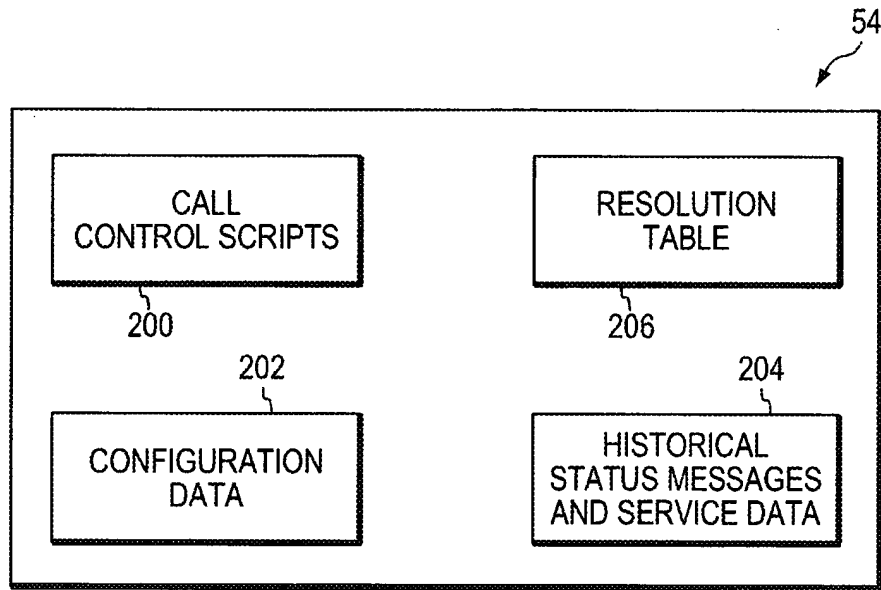 54
CALL
CONTROL SCRIPTS
200
RESOLUTION
TABLE
206
202
CONFIGURATION
DATA
204
HISTORICAL
STATUS MESSAGES
AND SERVICE DATA